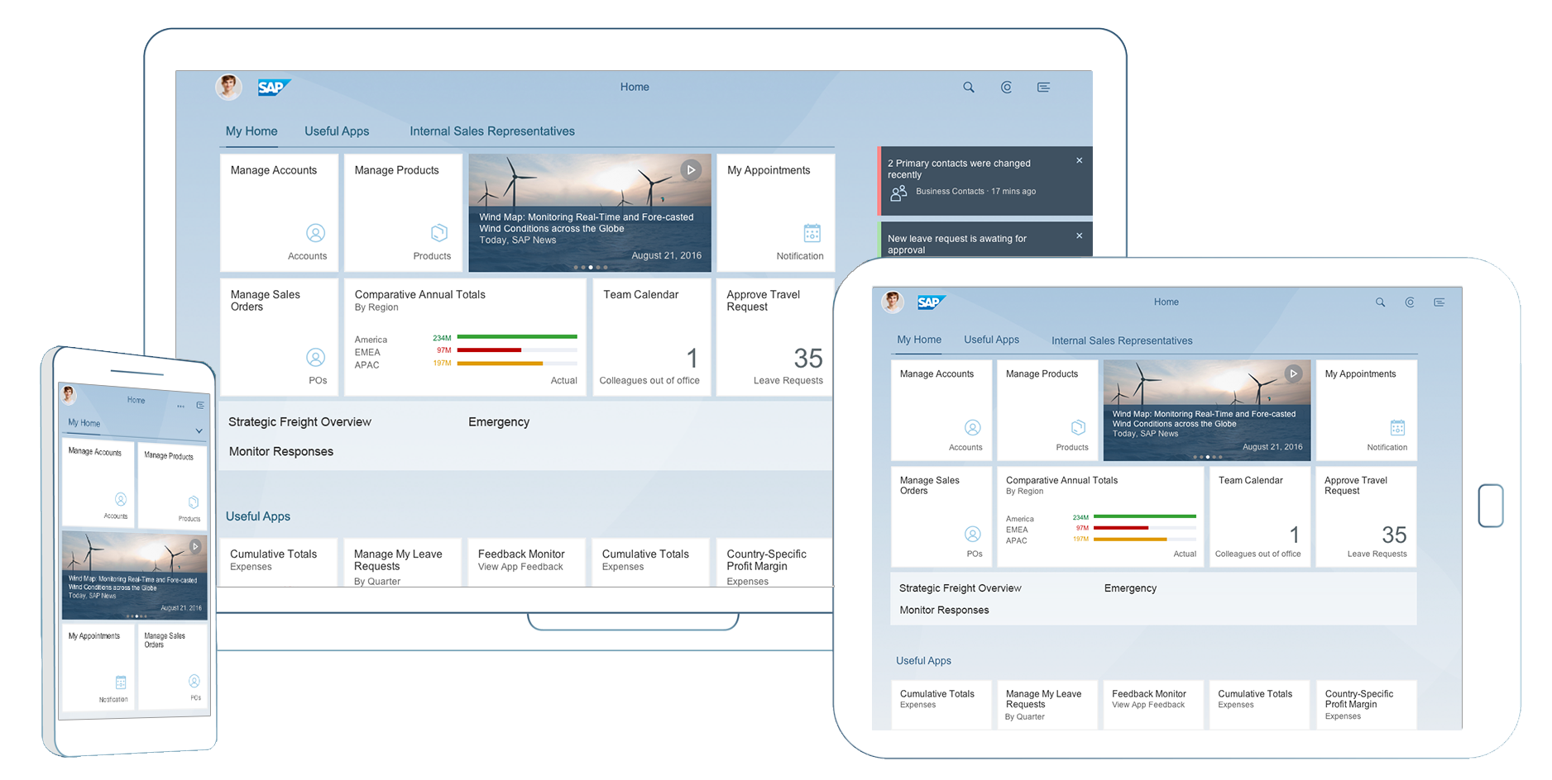 SAP
Home
My Home
Useful Apps
Internal Sales Representatives
Manage Accounts
Accounts
Manage Products
Products
Wind Map: Monitoring Real-Time and Fore-casted
Wind Conditions across the Globe
Today, SAP News
August 21, 2016
My Appointments
Notification
2 Primary contacts were changed
recently
Business Contacts · 17 mins ago
New leave request is awating for
approval
Manage Sales
Orders
POs
Comparative Annual Totals
By Region
America 234M
EMEA 97M
APAC 197M
Actual
Team Calendar
1
Colleagues out of office
Approve Travel
Request
35
Leave Requests
Strategic Freight Overview
Emergency
Monitor Responses
Useful Apps
Cumulative Totals
Expenses
Manage My Leave
Requests
By Quarter
Feedback Monitor
View App Feedback
Cumulative Totals
Expenses
Country-Specific
Profit Margin
Expenses
Home
My Home
Manage Accounts
Accounts
Manage Products
Products
Wind Map: Monitoring Real-Time and Fore-casted
Wind Conditions across the Globe
Today, SAP News
August 21, 2016
My Appointments
Notification
Manage Sales
Orders
POs
SAP
Home
My Home
Useful Apps
Internal Sales Representatives
Manage Accounts
Accounts
Manage Products
Products
Wind Map: Monitoring Real-Time and Fore-casted
Wind Conditions across the Globe
Today, SAP News
August 21, 2016
My Appointments
Notification
Manage Sales
Orders
POs
Comparative Annual Totals
By Region
America 234M
EMEA 97M
APAC 197M
Actual
Team Calendar
1
Colleagues out of office
Approve Travel
Request
35
Leave Requests
Strategic Freight Overview
Emergency
Monitor Responses
Useful Apps
Cumulative Totals
Expenses
Manage My Leave
Requests
By Quarter
Feedback Monitor
View App Feedback
Cumulative Totals
Expenses
Country-Specific
Profit Margin
Expenses